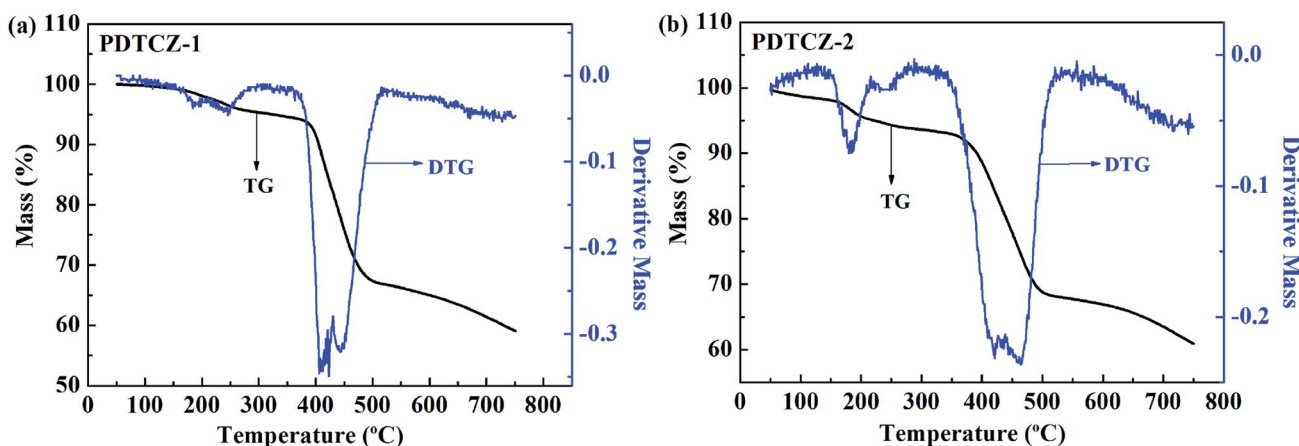 (a)
PDTCZ-1
110
100
90
80
70
60
50
Mass (%)
TG
DTG
0.0
-0.1
-0.2
-0.3
Derivative Mass
0 100 200 300 400 500 600 700 800
Temperature (ºC)
(b)
PDTCZ-2
110
100
90
80
70
60
Mass (%)
TG
DTG
0.0
-0.1
-0.2
Derivative Mass
0 100 200 300 400 500 600 700 800
Temperature (ºC)